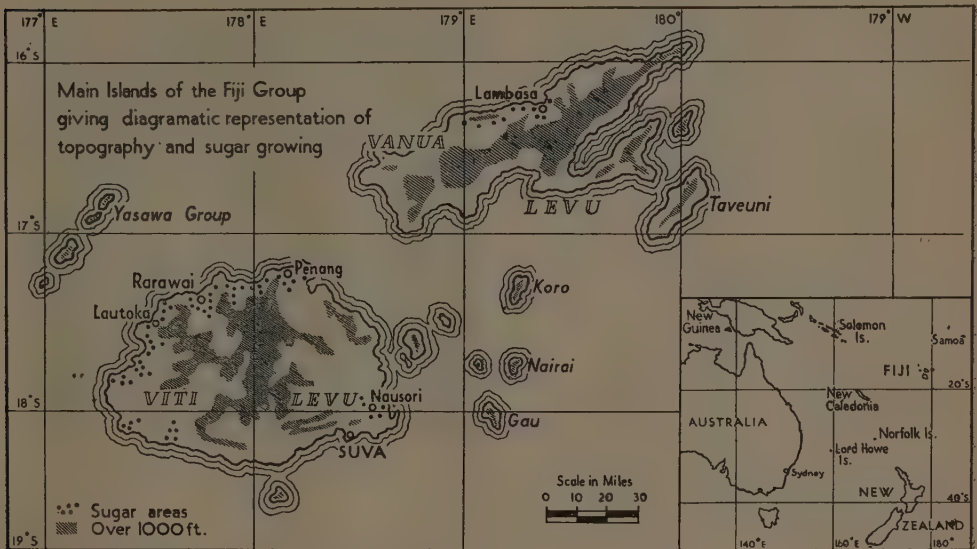 177° E
178° E
179° E
180°
179° W
16° S
Main Islands of the Fiji Group
giving diagramatic representation of
topography and sugar growing
Lambasa
VANUA
LEVU
Taveuni
Yasawa Group
17° S
Penang
Rarawai
Lautoka
Koro
Nairai
VITI LEVU
Nausori
18° S
Gau
SUVA
Sugar areas
Over 1000 ft.
19° S
Scale in Miles
0 10 20 30
New
Guinea
Solomon
Is.
Samoa
FIJI
20° S
New
Caledonia
AUSTRALIA
Norfolk Is.
Lord Howe
Is.
Sydney
NEW
ZEALAND
40° S
140° E
160° E
180°